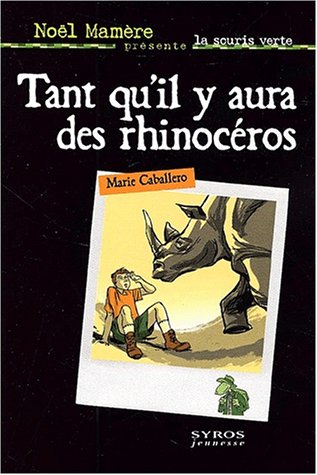 Noël Mamère
présente la souris verte
Tant qu'il y aura
des rhinocéros
Marie Caballero
SYROS
jeunesse